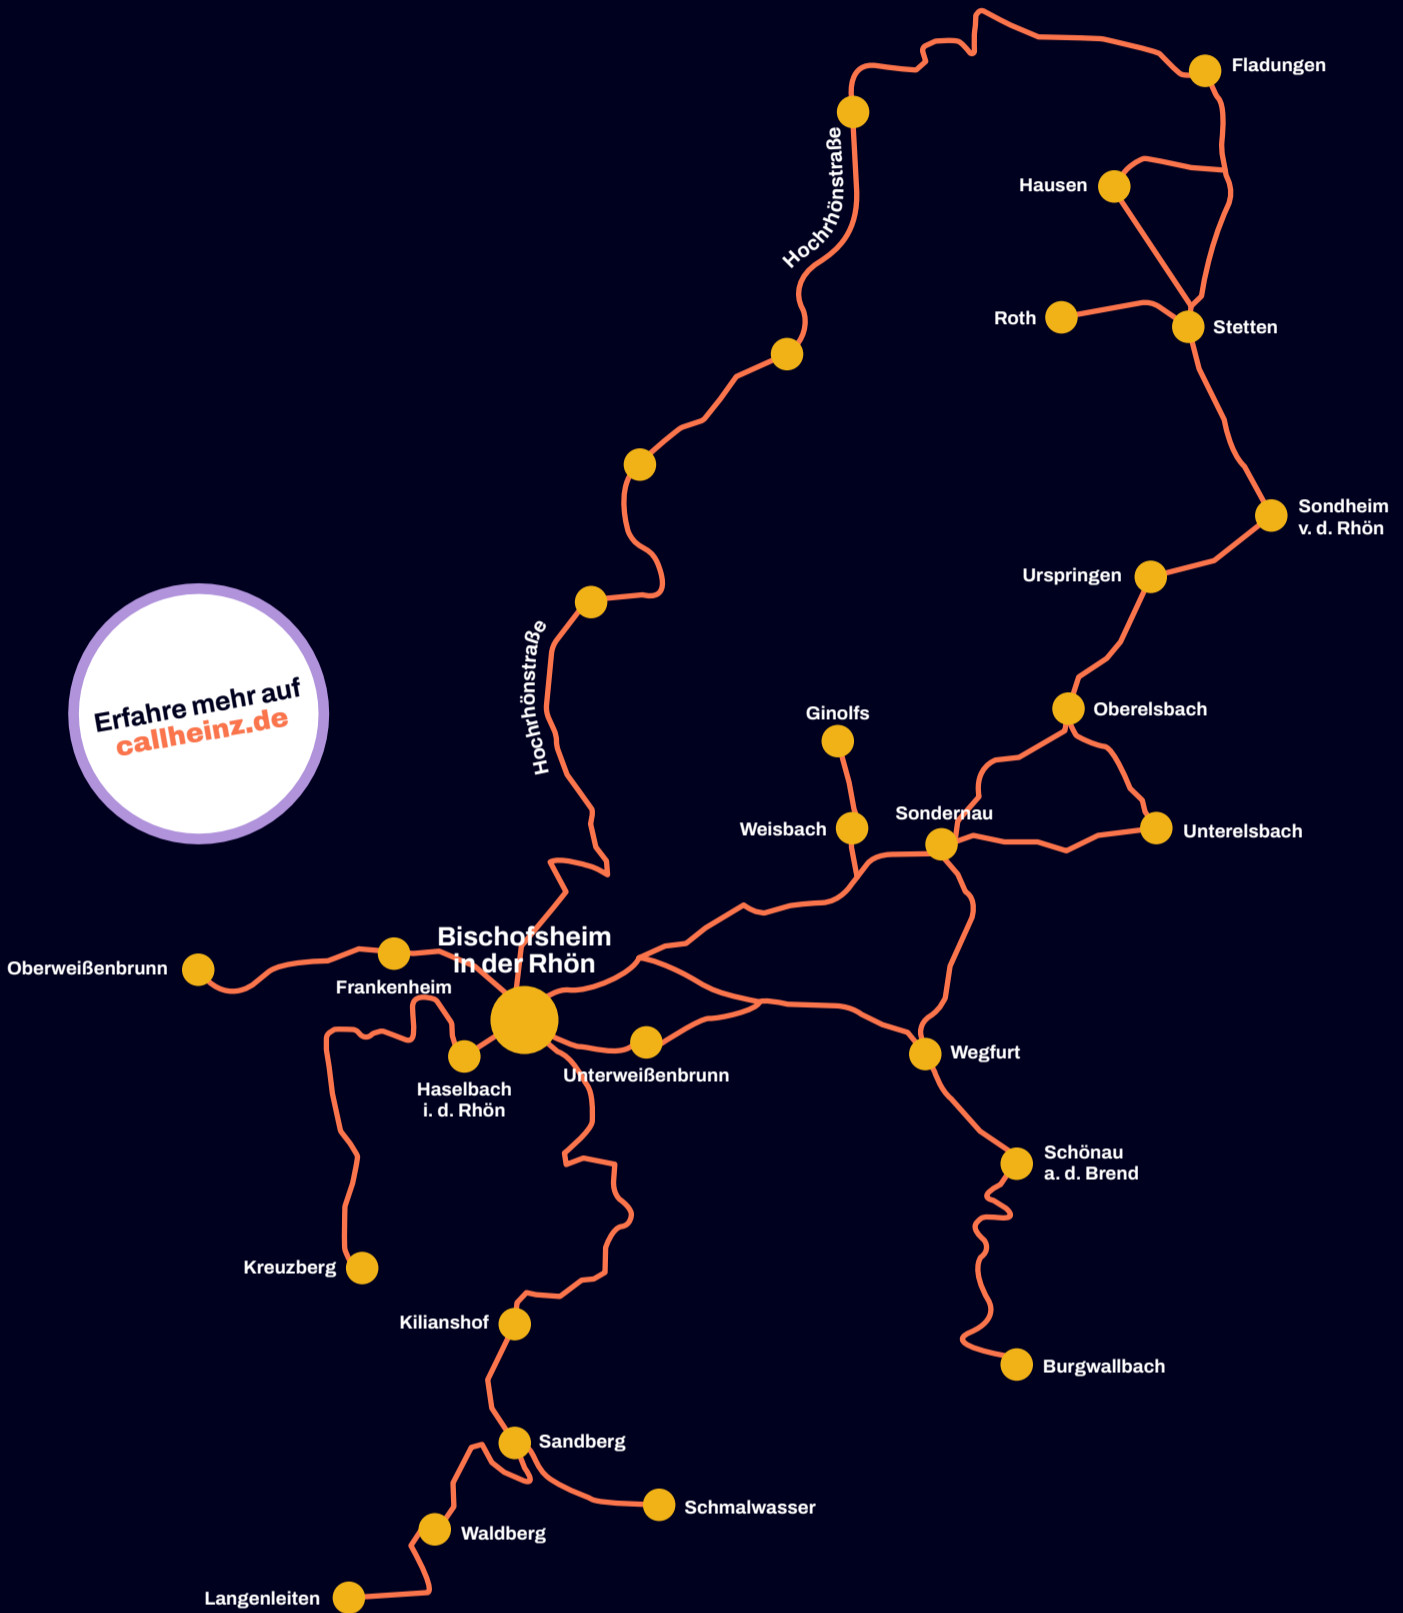 Fladungen
Hochrhönstraße
Hausen
Roth
Stetten
Sondheim
v. d. Rhön
Urspringen
Hochrhönstraße
Erfahre mehr auf
callheinz.de
Oberelsbach
Ginolfs
Sondernau
Weisbach
Unterelsbach
Bischofsheim
in der Rhön
Oberweißenbrunn
Frankenheim
Wegfurt
Unterweißenbrunn
Haselbach
i. d. Rhön
Schönau
a. d. Brend
Kreuzberg
Kilianshof
Burgwallbach
Sandberg
Schmalwasser
Waldberg
Langenleiten